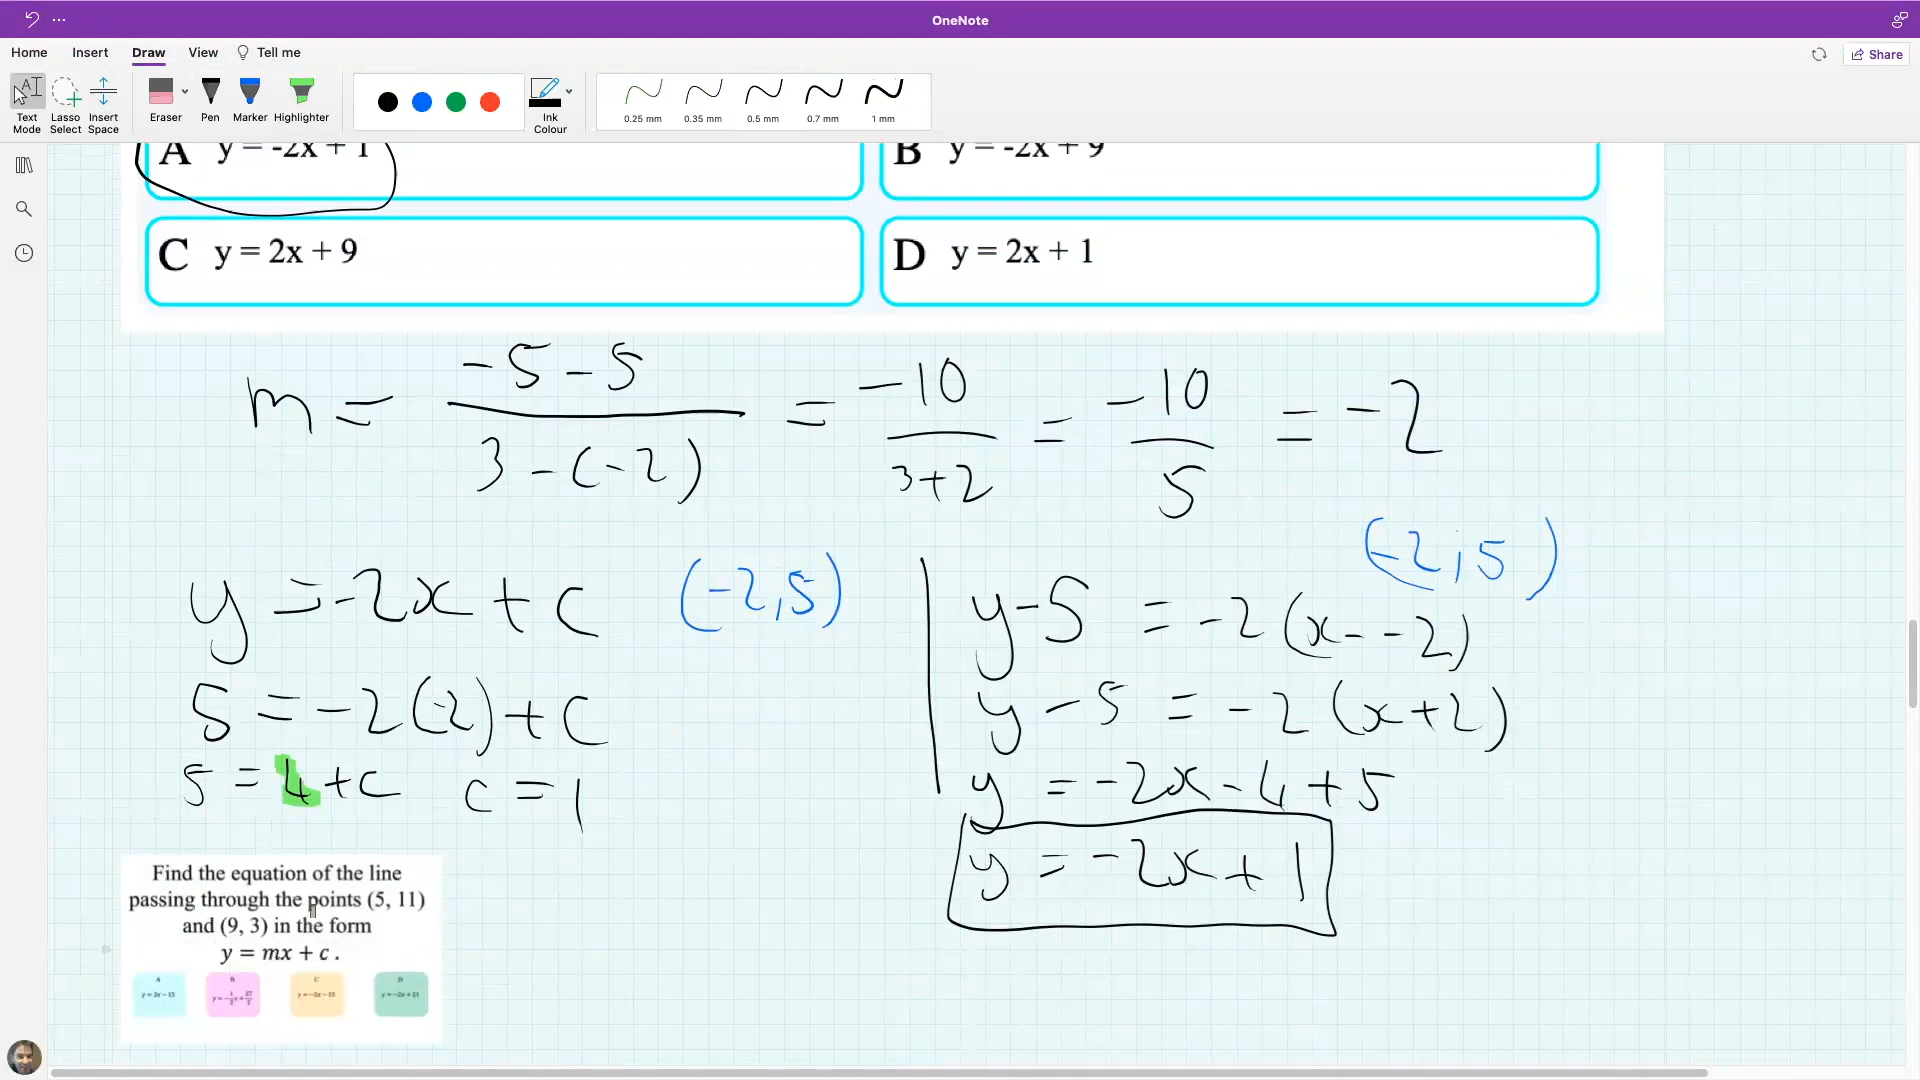 OneNote
Home Insert Draw View Tell me
Share
Text Mode
Lasso Select
Insert Space
Eraser
Pen
Marker
Highlighter
Ink Colour
0.25 mm
0.35 mm
0.5 mm
0.7 mm
1 mm
A y = -2x + 1
B y = -2x + 9
C y = 2x + 9
D y = 2x + 1
m = (-5 - 5)/(3 - (-2)) = -10/(3+2) = -10/5 = -2
y = -2x + c (-2, 5)
5 = -2(-2) + c
5 = 4 + c c = 1
(-2, 5)
y - 5 = -2(x - -2)
y - 5 = -2(x + 2)
y = -2x - 4 + 5
y = -2x + 1
Find the equation of the line
passing through the points (5, 11)
and (9, 3) in the form
y = mx + c .
A
y = 2x - 15
B
C
D
y = -2x + 21